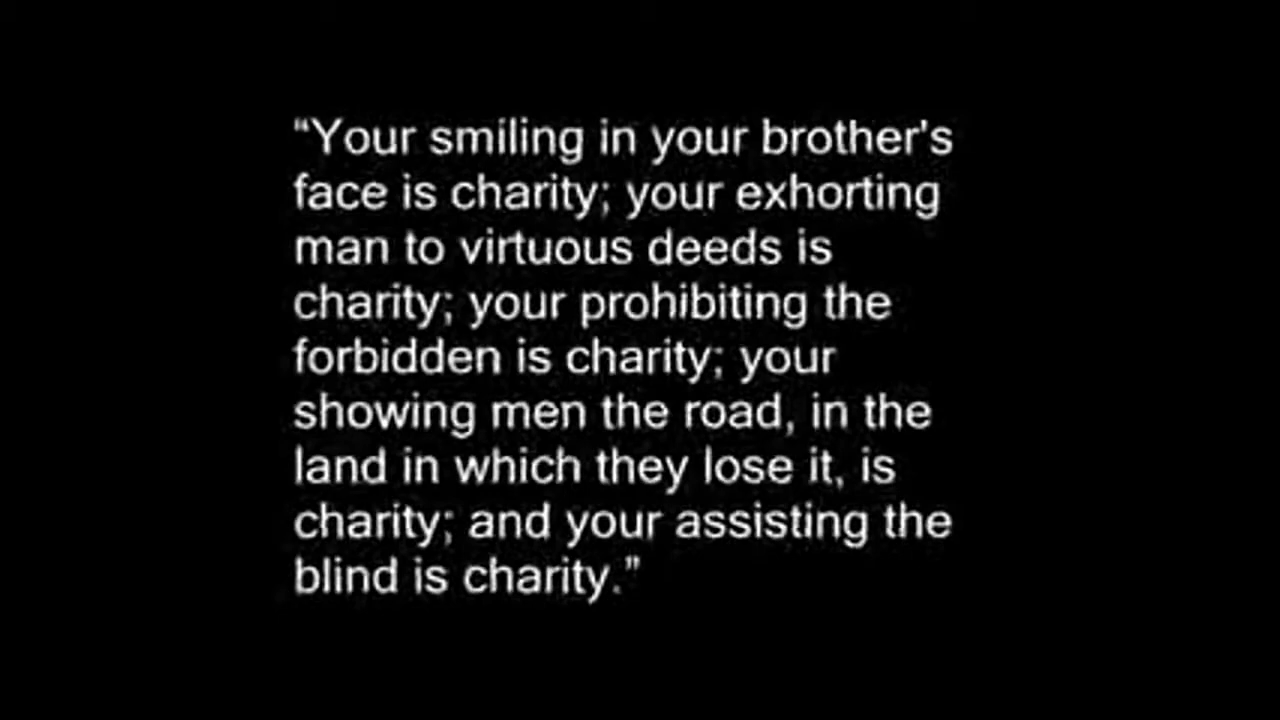 “Your smiling in your brother's
face is charity; your exhorting
man to virtuous deeds is
charity; your prohibiting the
forbidden is charity; your
showing men the road, in the
land in which they lose it, is
charity; and your assisting the
blind is charity.”